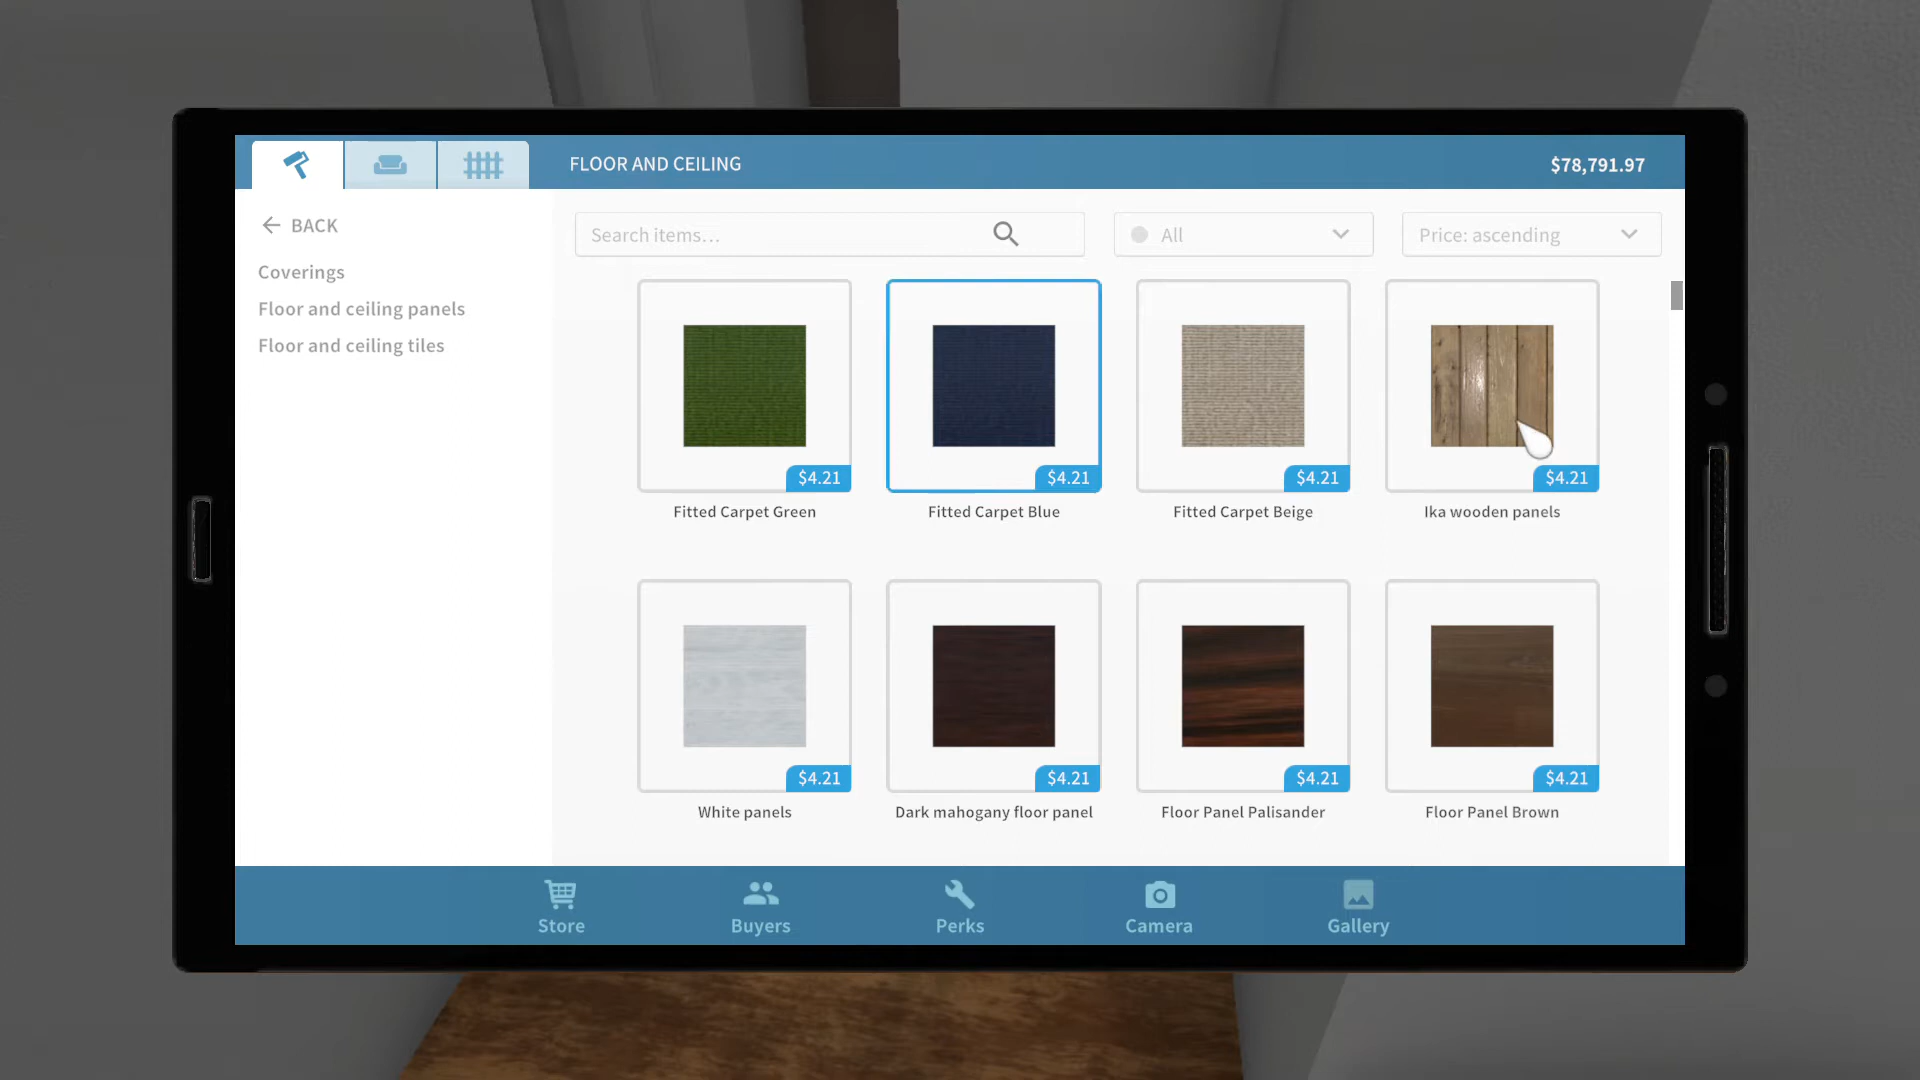 FLOOR AND CEILING
$78,791.97
BACK
Coverings
Floor and ceiling panels
Floor and ceiling tiles
Search items...
All
Price: ascending
$4.21
$4.21
$4.21
$4.21
Fitted Carpet Green
Fitted Carpet Blue
Fitted Carpet Beige
Ika wooden panels
$4.21
$4.21
$4.21
$4.21
White panels
Dark mahogany floor panel
Floor Panel Palisander
Floor Panel Brown
Store
Buyers
Perks
Camera
Gallery